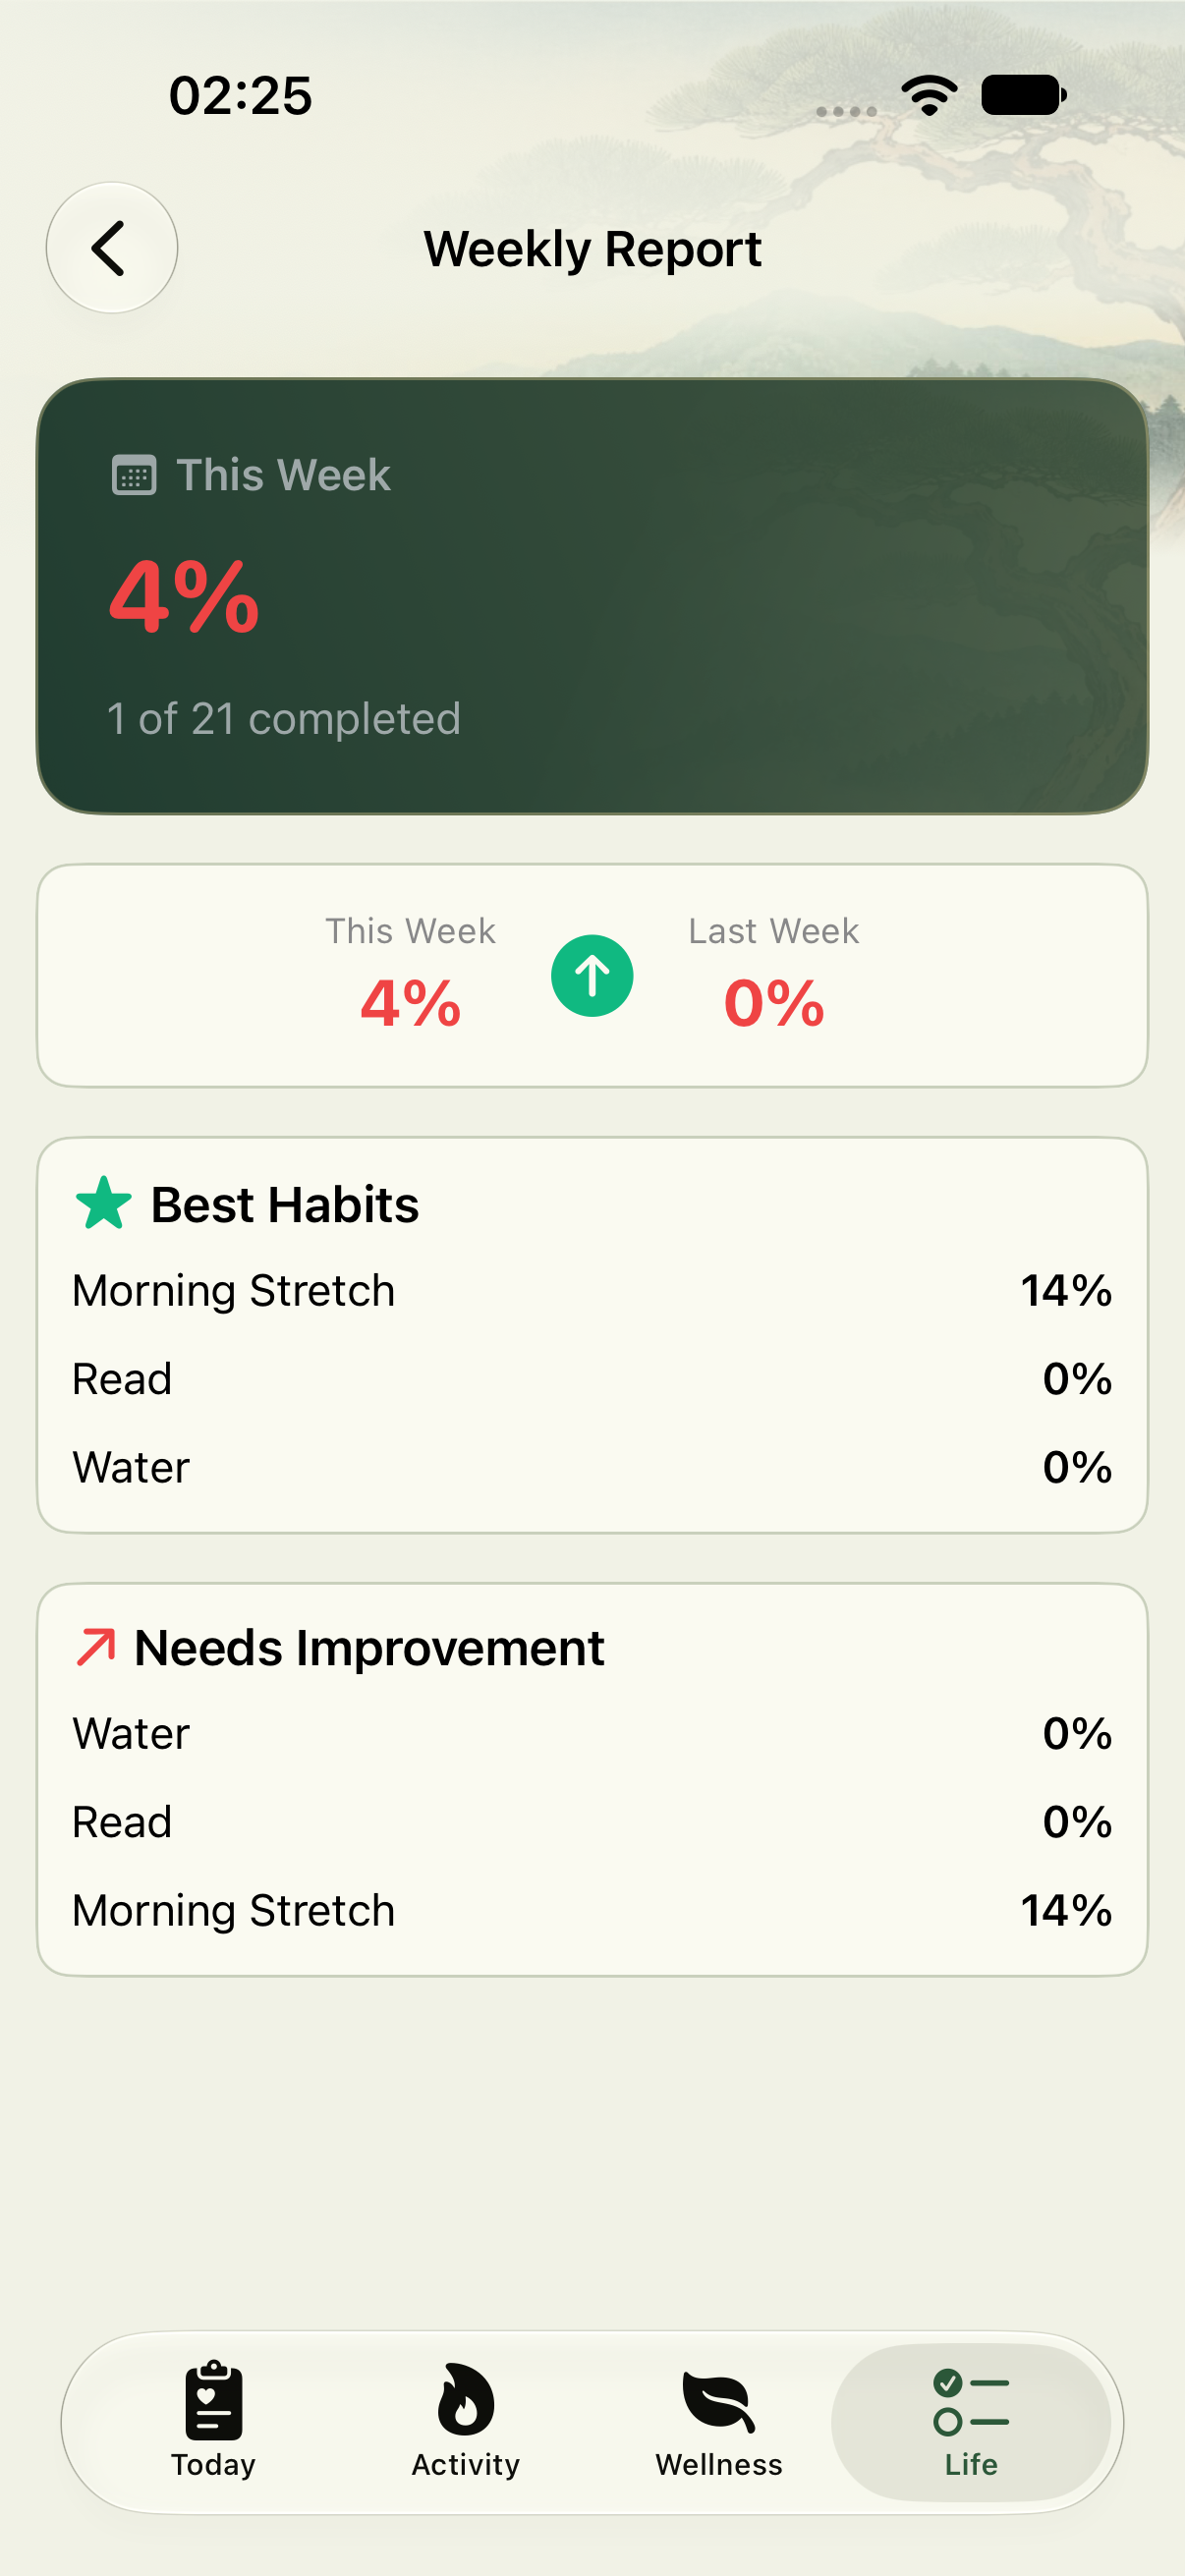 02:25
Weekly Report
This Week
4%
1 of 21 completed
This Week Last Week
4% 0%
Best Habits
Morning Stretch 14%
Read 0%
Water 0%
Needs Improvement
Water 0%
Read 0%
Morning Stretch 14%
Today Activity Wellness Life